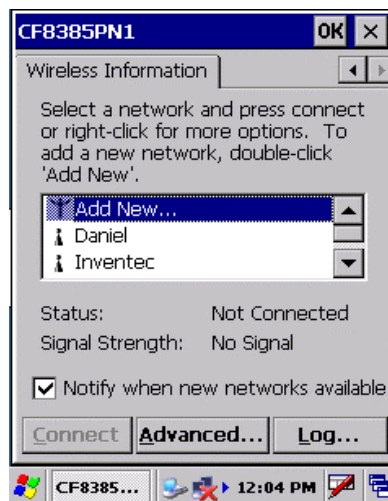 CF8385PN1 OK ×
Wireless Information
Select a network and press connect
or right-click for more options. To
add a new network, double-click
'Add New'.
Add New...
Daniel
Inventec
Status: Not Connected
Signal Strength: No Signal
Notify when new networks available
Connect Advanced... Log...
CF8385... 12:04 PM